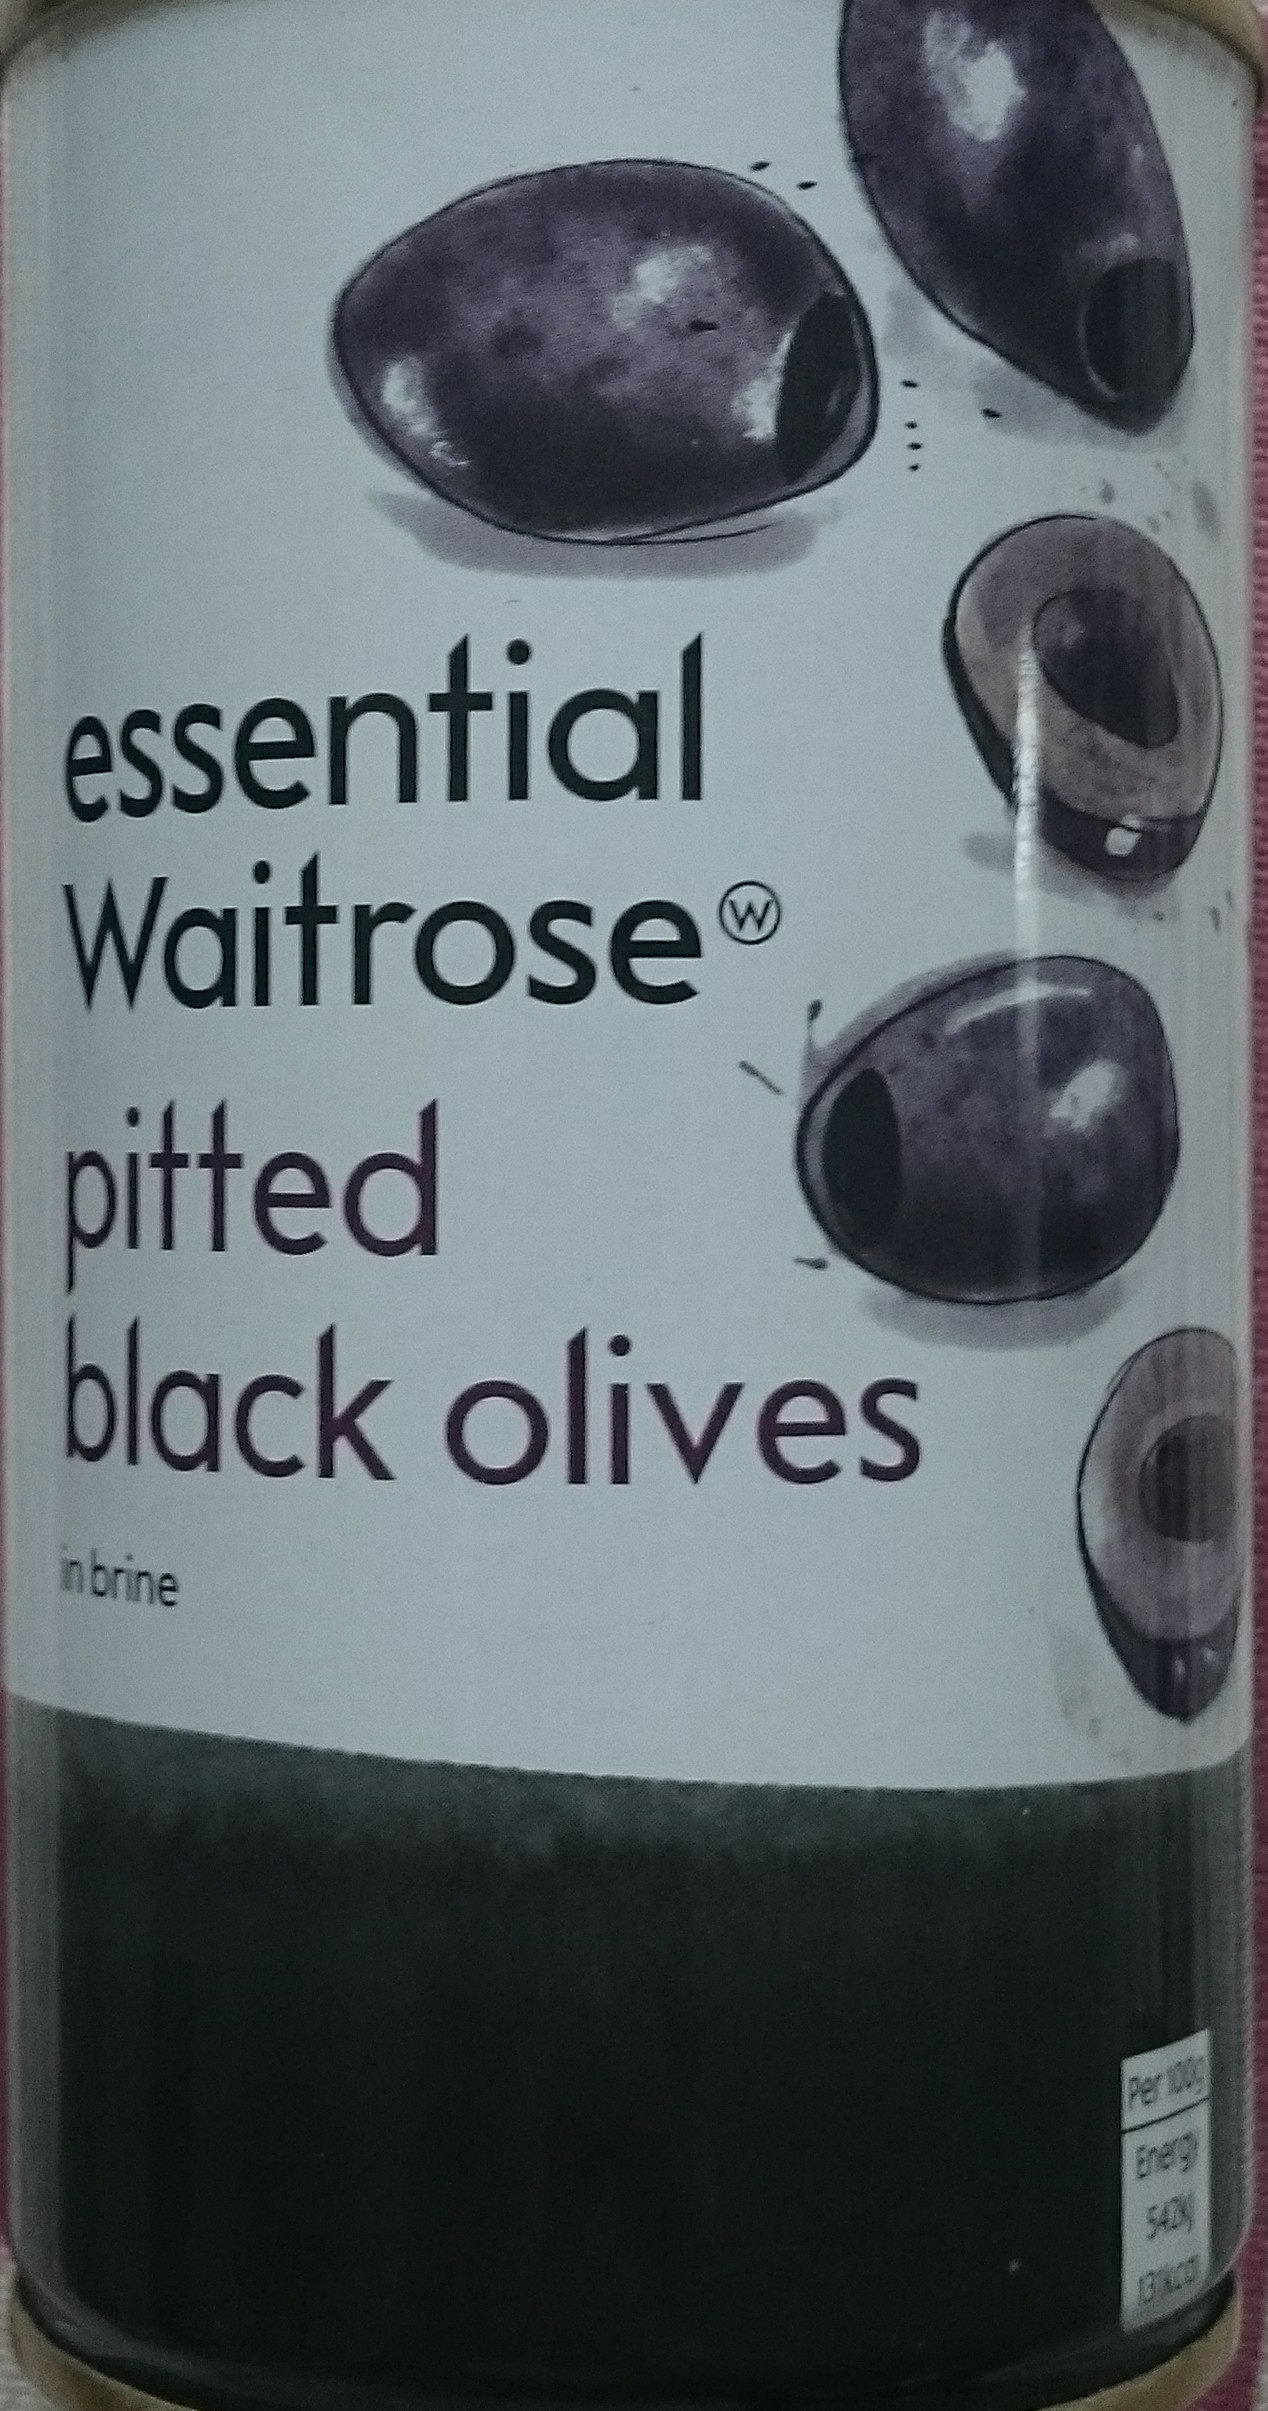 essential
Waitrose Ⓦ
pitted
black olives
in brine
Per 100g
Energy
542kJ
131kcal